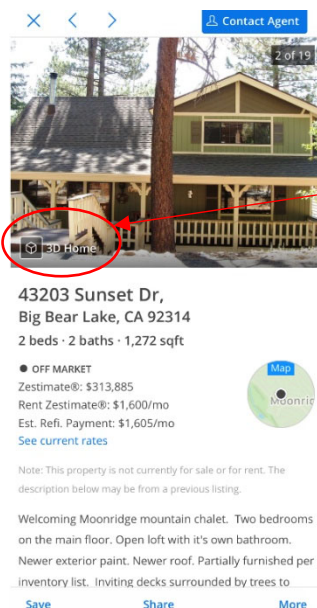 Contact Agent
2 of 19
3D Home
43203 Sunset Dr,
Big Bear Lake, CA 92314
2 beds · 2 baths · 1,272 sqft
● OFF MARKET
Zestimate®: $313,885
Rent Zestimate®: $1,600/mo
Est. Refi. Payment: $1,605/mo
See current rates
Map
Moonric
Note: This property is not currently for sale or for rent. The
description below may be from a previous listing.
Welcoming Moonridge mountain chalet. Two bedrooms
on the main floor. Open loft with it's own bathroom.
Newer exterior paint. Newer roof. Partially furnished per
inventory list. Inviting decks surrounded by trees to
Save Share More